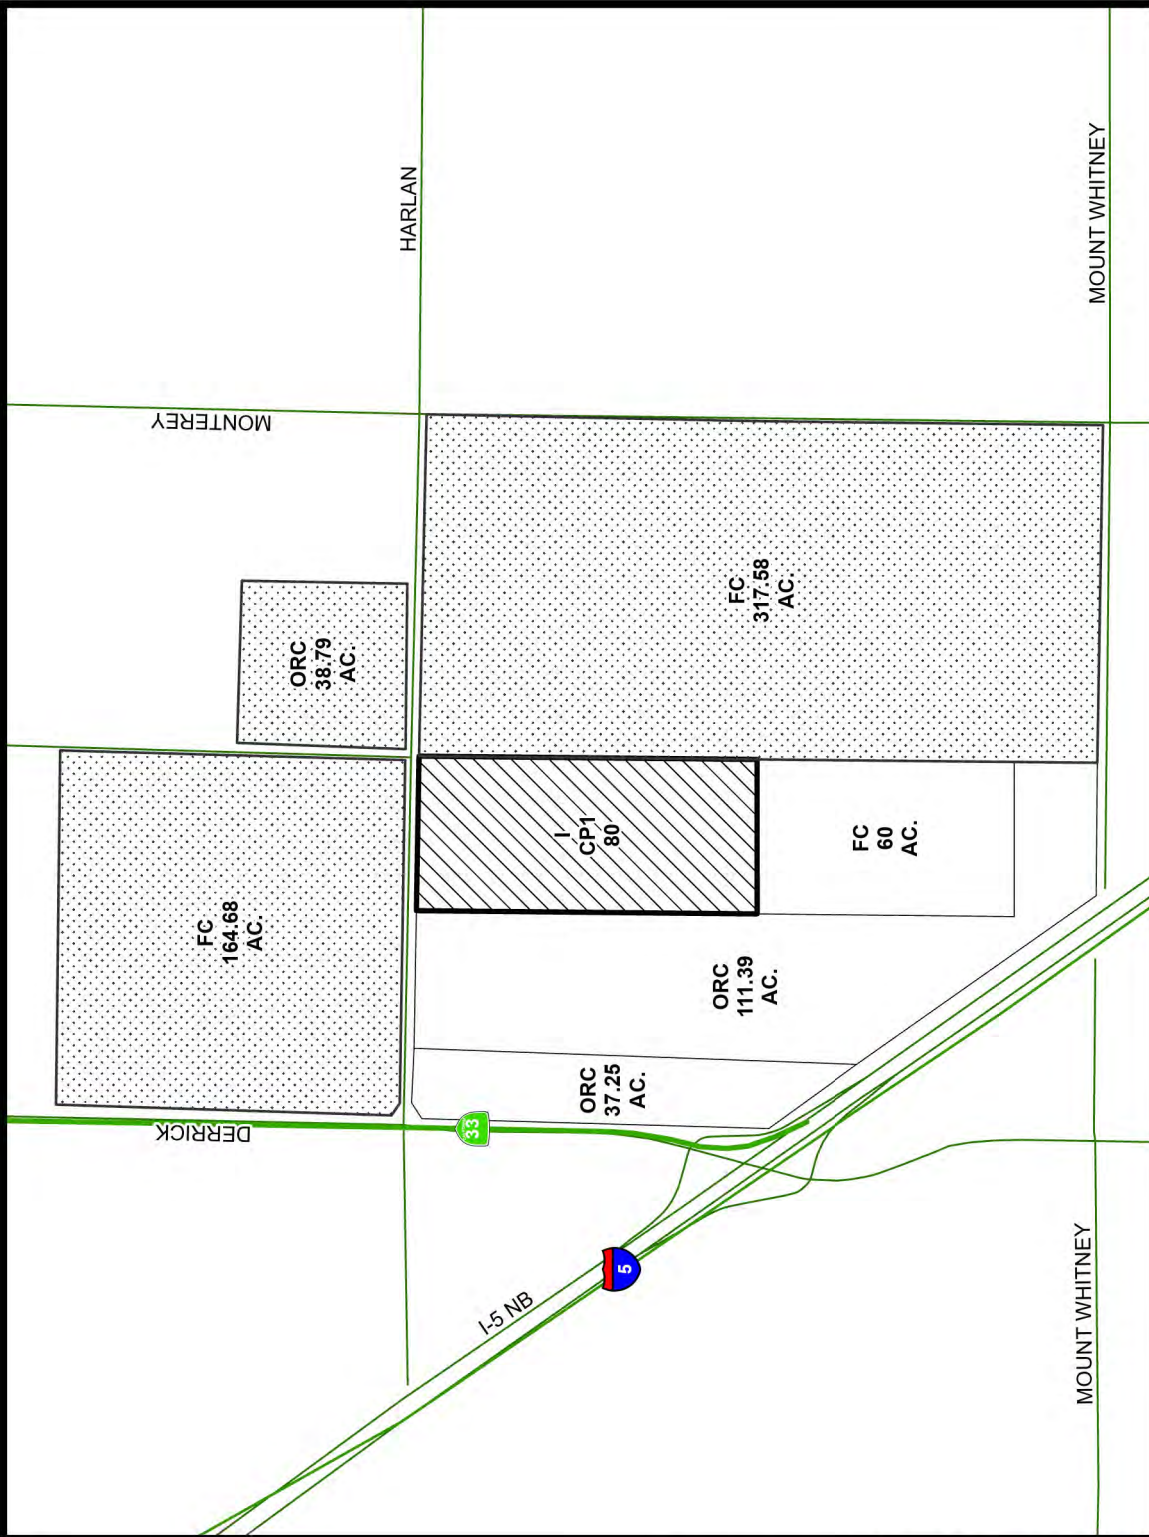 DERRICK
FC
164.68
AC.
MONTEREY
ORC
38.79
AC.
HARLAN
33
I-5 NB
5
ORC
37.25
AC.
I
CP1
80
ORC
111.39
AC.
FC
317.58
AC.
FC
60
AC.
MOUNT WHITNEY
MOUNT WHITNEY